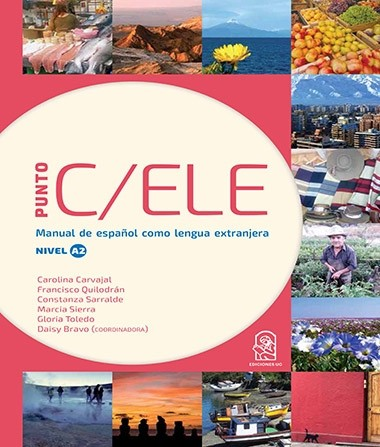 PUNTO
C/ELE
Manual de español como lengua extranjera
NIVEL A2
Carolina Carvajal
Francisco Quilodrán
Constanza Sarralde
Marcia Sierra
Gloria Toledo
Daisy Bravo (COORDINADORA)
EDICIONES UC